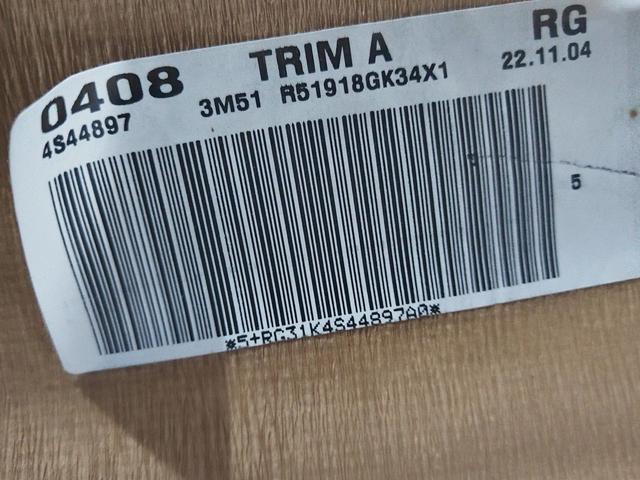 0408 TRIM A RG
4S44897 3M51 R51918GK34X1 22.11.04
5
*5+RG31K4S44897A0*